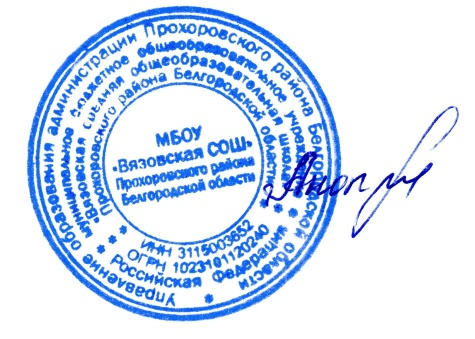 Управление образования администрации Прохоровского района Белгородской области
муниципальное бюджетное общеобразовательное учреждение
«Вязовская средняя общеобразовательная школа
Прохоровского района Белгородской области»
МБОУ
«Вязовская СОШ»
Прохоровского района
Белгородской области
ИНН 3115003652
ОГРН 1023101120240
Российская Федерация